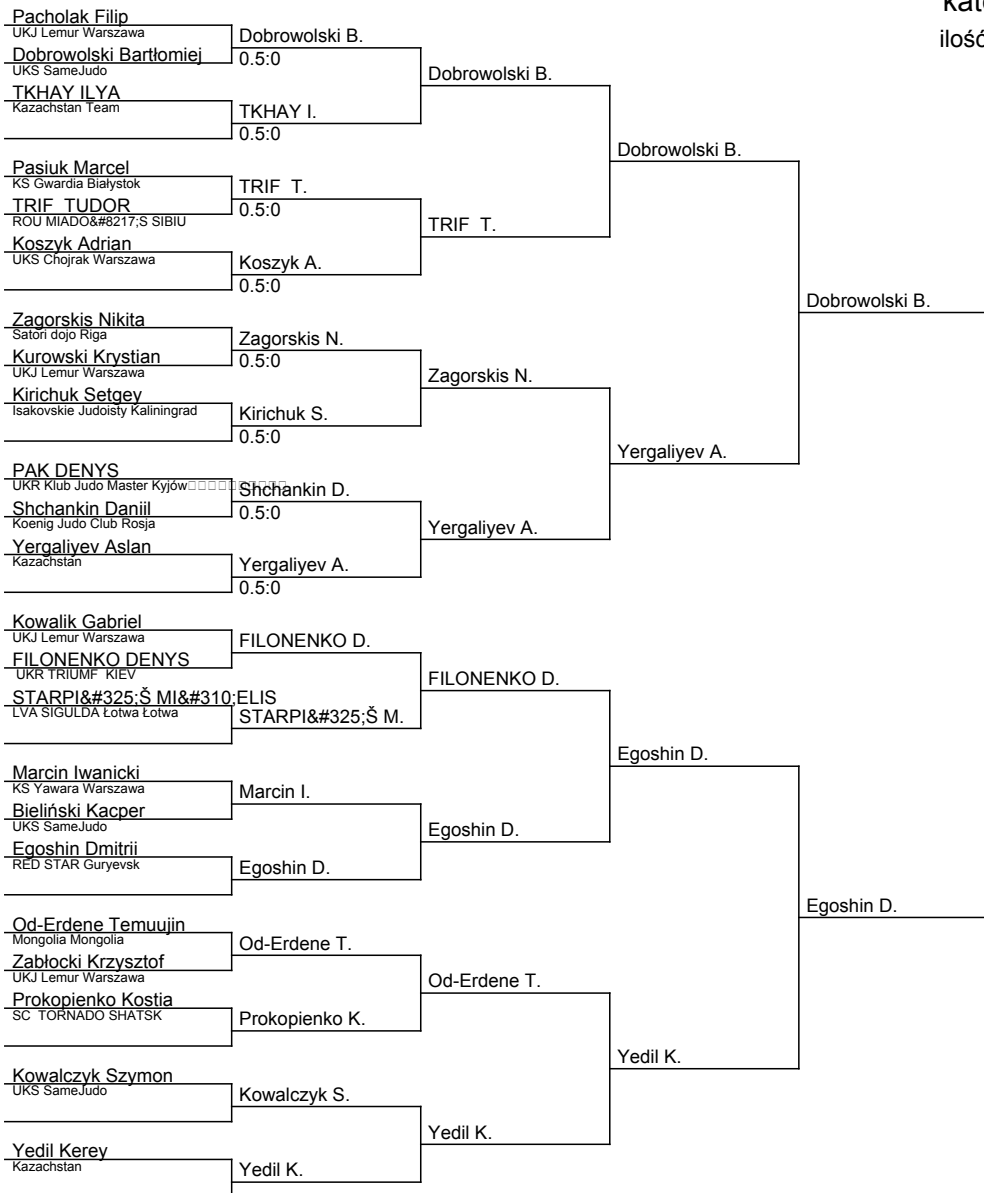 kat
ilość
Pacholak Filip
UKJ Lemur Warszawa
Dobrowolski B.
Dobrowolski Bartłomiej
0.5:0
UKS SameJudo
Dobrowolski B.
TKHAY ILYA
Kazachstan Team
TKHAY I.
0.5:0
Dobrowolski B.
Pasiuk Marcel
KS Gwardia Białystok
TRIF T.
TRIF TUDOR
0.5:0
ROU MIADO&#8217;S SIBIU
TRIF T.
Koszyk Adrian
UKS Chojrak Warszawa
Koszyk A.
0.5:0
Dobrowolski B.
Zagorskis Nikita
Satori dojo Riga
Zagorskis N.
Kurowski Krystian
0.5:0
UKJ Lemur Warszawa
Zagorskis N.
Kirichuk Setgey
Isakovskie Judoisty Kaliningrad
Kirichuk S.
0.5:0
Yergaliyev A.
PAK DENYS
UKR Klub Judo Master Kyjów
Shchankin D.
Shchankin Daniil
0.5:0
Koenig Judo Club Rosja
Yergaliyev A.
Yergaliyev Aslan
Kazachstan
Yergaliyev A.
0.5:0
Kowalik Gabriel
UKJ Lemur Warszawa
FILONENKO D.
FILONENKO DENYS
UKR TRIUMF KIEV
FILONENKO D.
STARPI&#325;Š MI&#310;ELIS
LVA SIGULDA Łotwa Łotwa
STARPI&#325;Š M.
Egoshin D.
Marcin Iwanicki
KS Yawara Warszawa
Marcin I.
Bieliński Kacper
UKS SameJudo
Egoshin D.
Egoshin Dmitrii
RED STAR Guryevsk
Egoshin D.
Egoshin D.
Od-Erdene Temuujin
Mongolia Mongolia
Od-Erdene T.
Zabłocki Krzysztof
UKJ Lemur Warszawa
Od-Erdene T.
Prokopienko Kostia
SC TORNADO SHATSK
Prokopienko K.
Yedil K.
Kowalczyk Szymon
UKS SameJudo
Kowalczyk S.
Yedil K.
Yedil Kerey
Kazachstan
Yedil K.